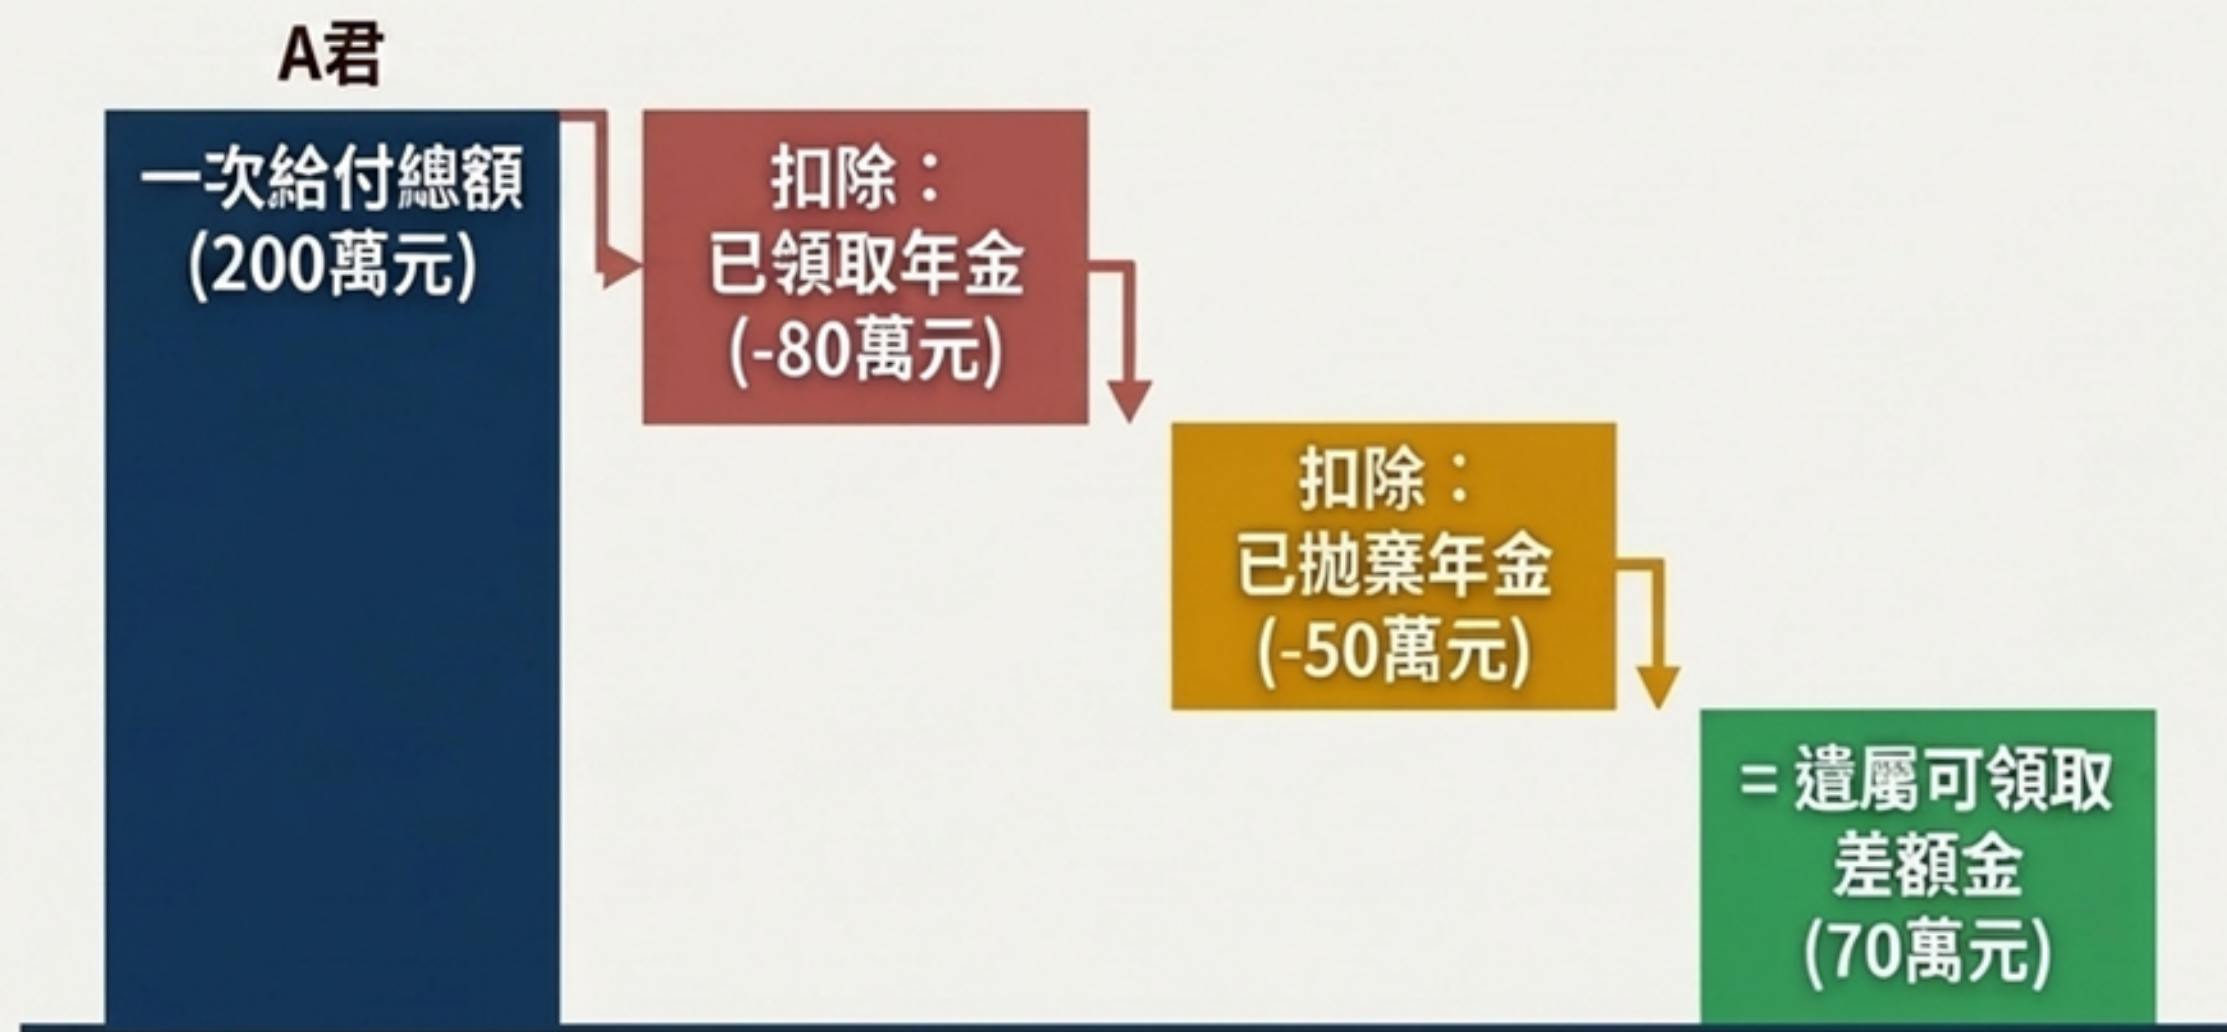 A君
一次給付總額
(200萬元)
扣除：
已領取年金
(-80萬元)
扣除：
已拋棄年金
(-50萬元)
= 遺屬可領取
差額金
(70萬元)